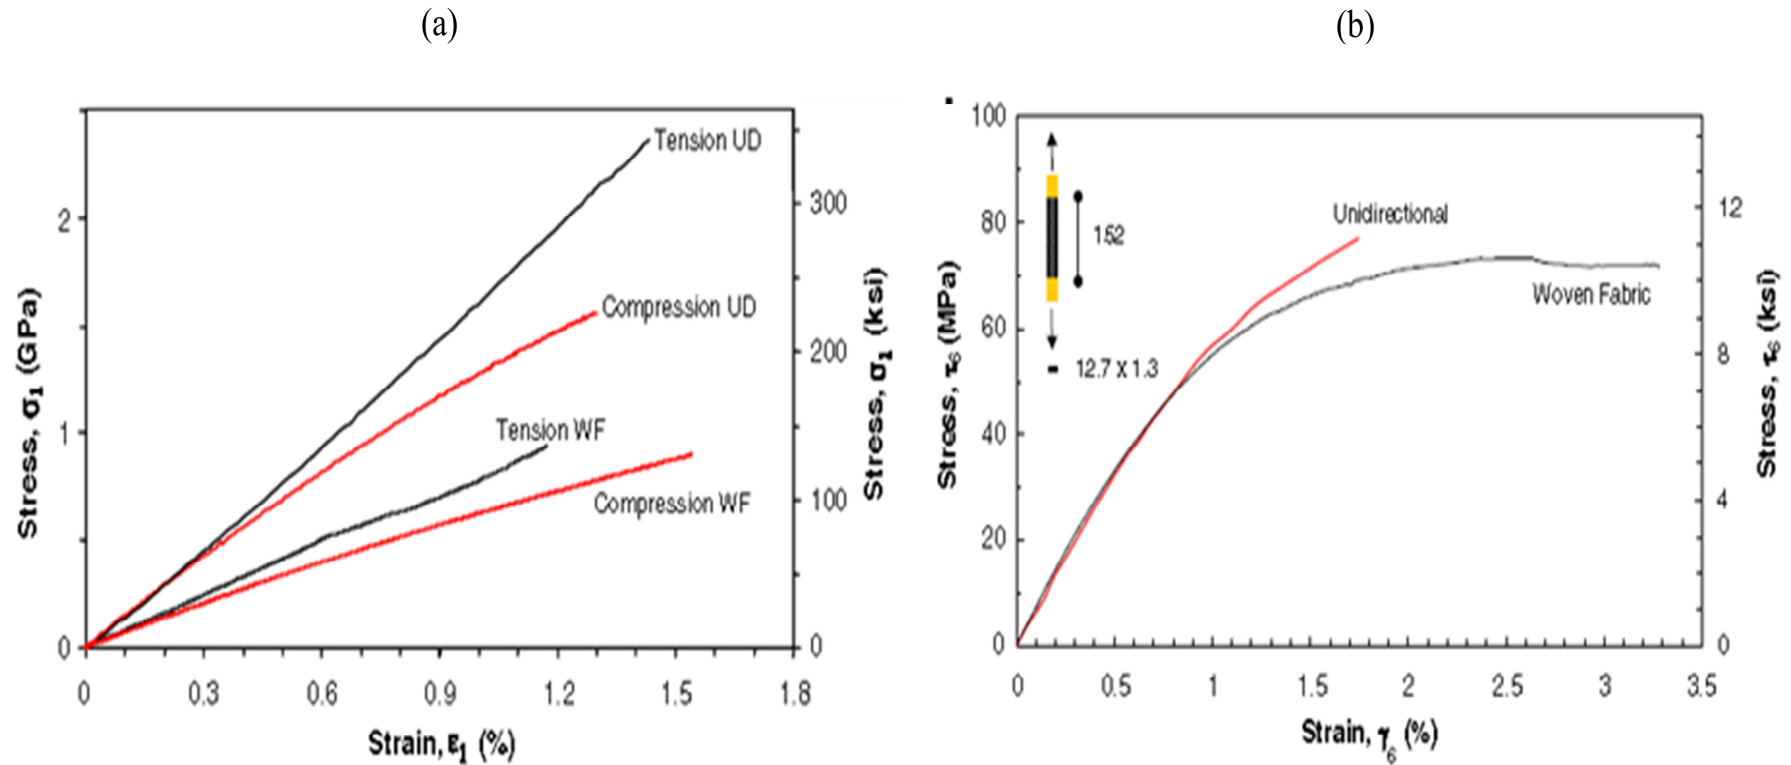 (a)
(b)
Stress, σ1 (GPa)
2
1
0
0
0.3
0.6
0.9
1.2
1.5
1.8
Strain, ε1 (%)
300
200
100
0
Stress, σ1 (ksi)
Tension UD
Compression UD
Tension WF
Compression WF
Stress, τ6 (MPa)
100
80
60
40
20
0
0
0.5
1
1.5
2
2.5
3
3.5
Strain, γ6 (%)
12
8
4
0
Stress, τ6 (ksi)
152
12.7 X 1.3
Unidirectional
Woven Fabric